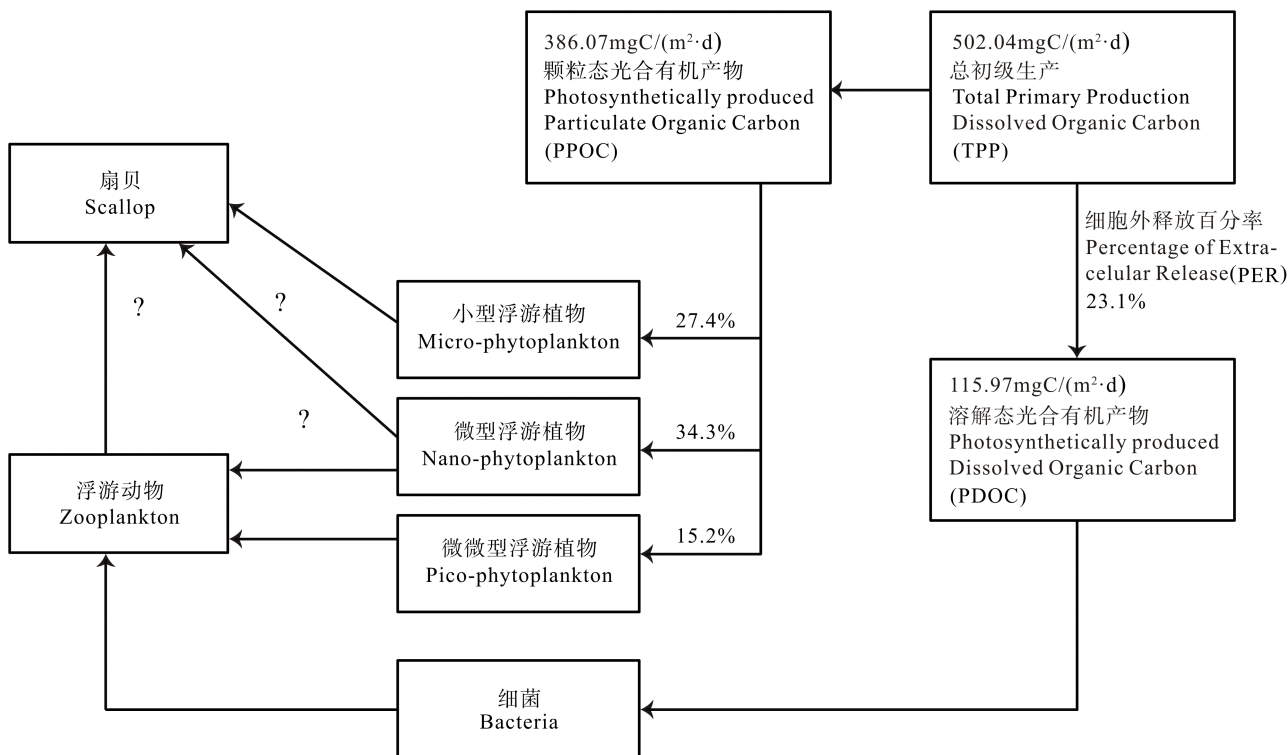 386.07mgC/(m²·d)
颗粒态光合有机产物
Photosynthetically produced
Particulate Organic Carbon
(PPOC)
502.04mgC/(m²·d)
总初级生产
Total Primary Production
Dissolved Organic Carbon
(TPP)
扇贝
Scallop
细胞外释放百分率
Percentage of Extra-
celular Release(PER)
23.1%
?
?
小型浮游植物
Micro-phytoplankton
27.4%
115.97mgC/(m²·d)
溶解态光合有机产物
Photosynthetically produced
Dissolved Organic Carbon
(PDOC)
?
微型浮游植物
Nano-phytoplankton
34.3%
浮游动物
Zooplankton
微微型浮游植物
Pico-phytoplankton
15.2%
细菌
Bacteria